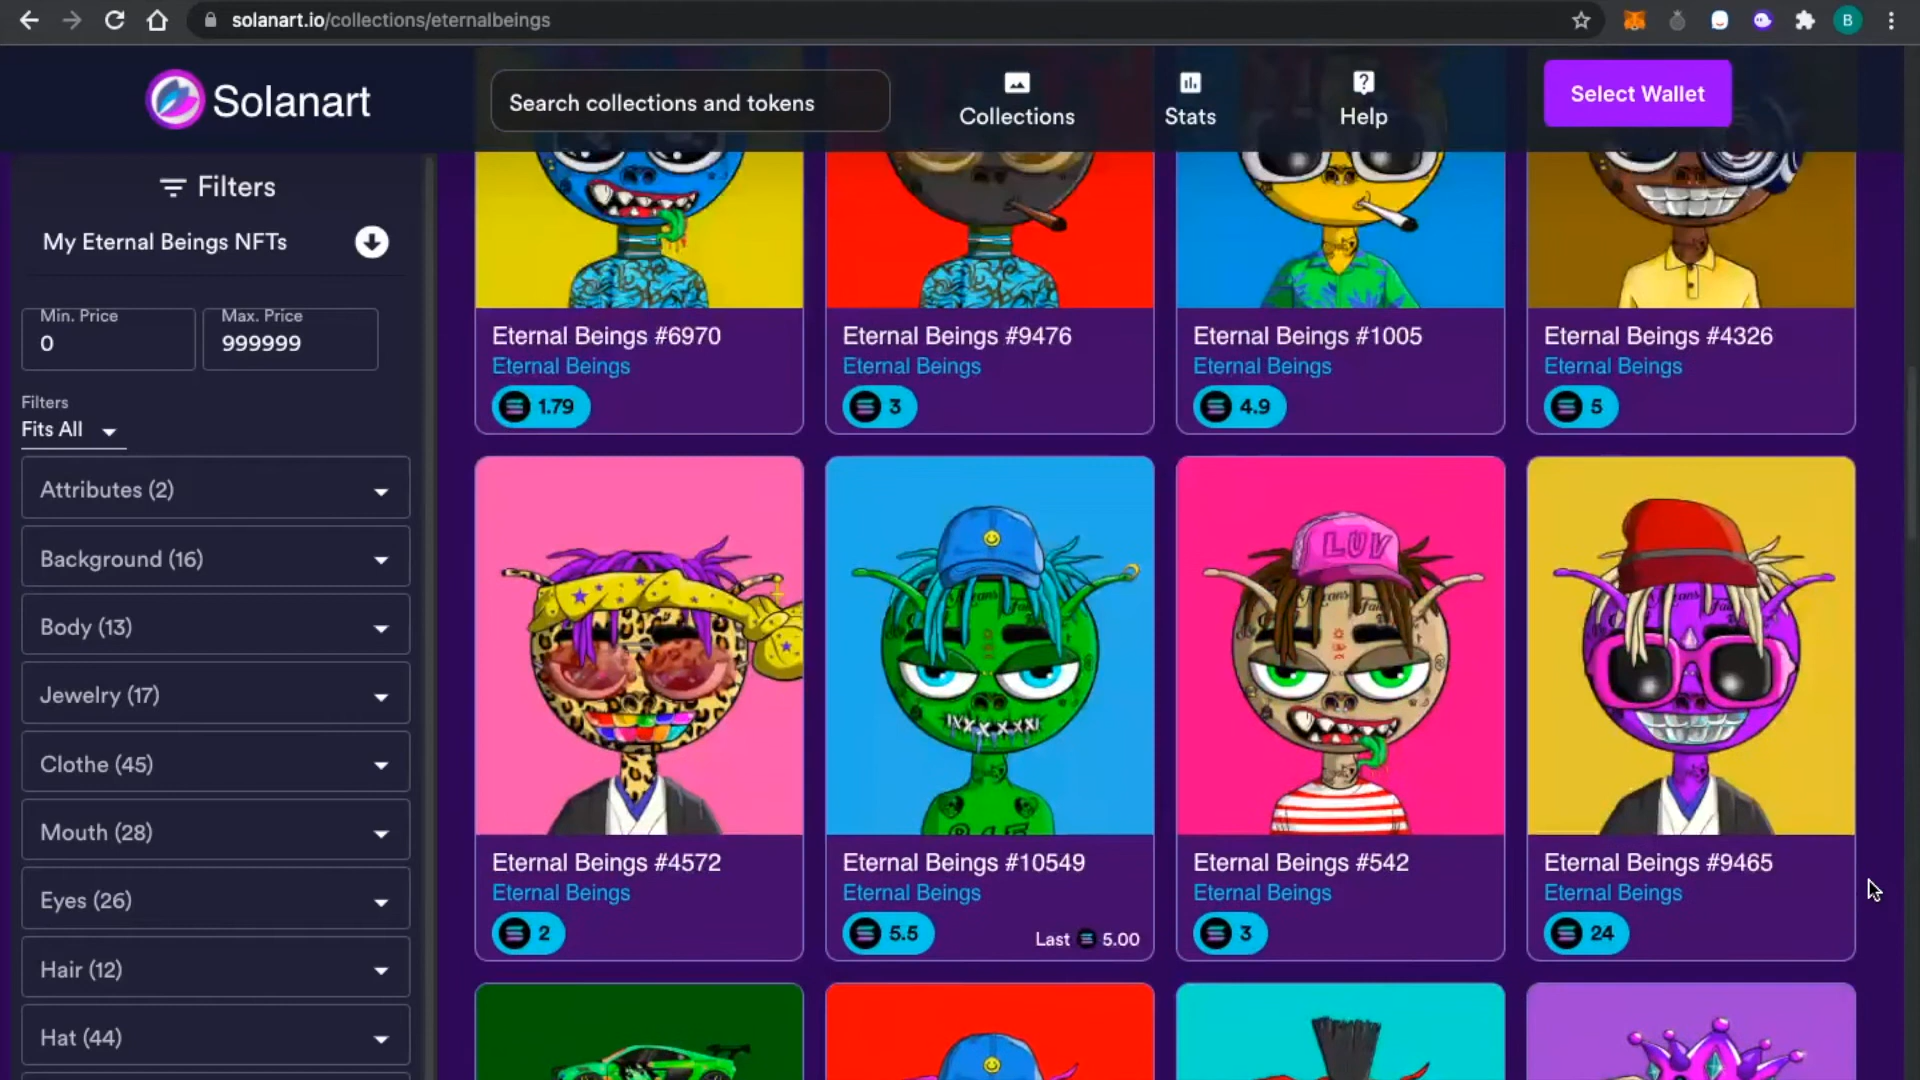 solanart.io/collections/eternalbeings
B
Solanart
Search collections and tokens
Collections
Stats
Help
Select Wallet
Filters
My Eternal Beings NFTs
Min. Price
0
Max. Price
999999
Filters
Fits All
Attributes (2)
Background (16)
Body (13)
Jewelry (17)
Clothe (45)
Mouth (28)
Eyes (26)
Hair (12)
Hat (44)
Eternal Beings #6970
Eternal Beings
1.79
Eternal Beings #9476
Eternal Beings
3
Eternal Beings #1005
Eternal Beings
4.9
Eternal Beings #4326
Eternal Beings
5
LUV
Eternal Beings #4572
Eternal Beings
2
Eternal Beings #10549
Eternal Beings
5.5
Last 5.00
Eternal Beings #542
Eternal Beings
3
Eternal Beings #9465
Eternal Beings
24